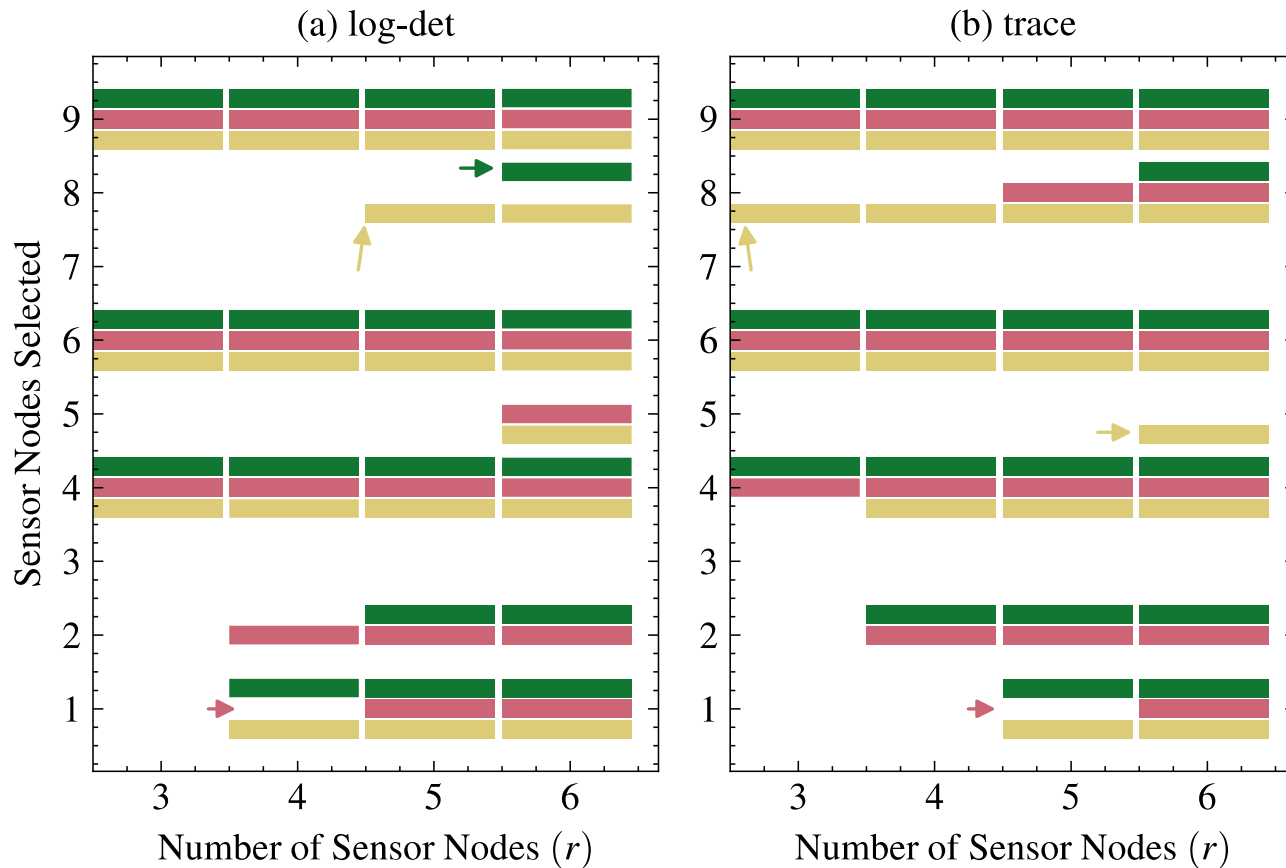 (a) log-det
(b) trace
Sensor Nodes Selected
9
8
7
6
5
4
3
2
1
3 4 5 6
Number of Sensor Nodes (r)
9
8
7
6
5
4
3
2
1
3 4 5 6
Number of Sensor Nodes (r)